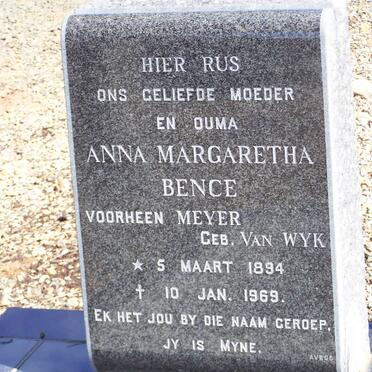 HIER RUS
ONS GELIEFDE MOEDER
EN OUMA
ANNA MARGARETHA
BENCE
VOORHEEN MEYER
GEB. VAN WYK
* 5 MAART 1894
† 10 JAN. 1969.
EK HET JOU BY DIE NAAM GEROEP,
JY IS MYNE.